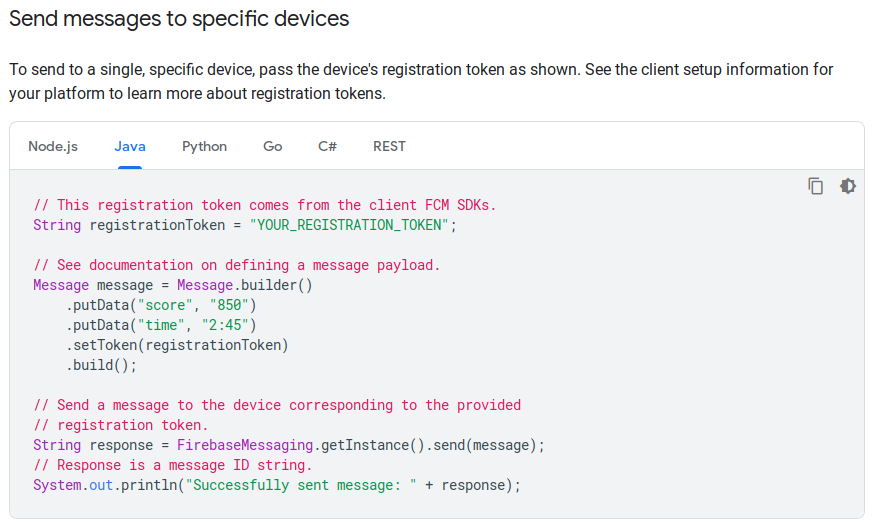 Send messages to specific devices
To send to a single, specific device, pass the device's registration token as shown. See the client setup information for
your platform to learn more about registration tokens.
Node.js Java Python Go C# REST
// This registration token comes from the client FCM SDKs.
String registrationToken = "YOUR_REGISTRATION_TOKEN";
// See documentation on defining a message payload.
Message message = Message.builder()
    .putData("score", "850")
    .putData("time", "2:45")
    .setToken(registrationToken)
    .build();
// Send a message to the device corresponding to the provided
// registration token.
String response = FirebaseMessaging.getInstance().send(message);
// Response is a message ID string.
System.out.println("Successfully sent message: " + response);